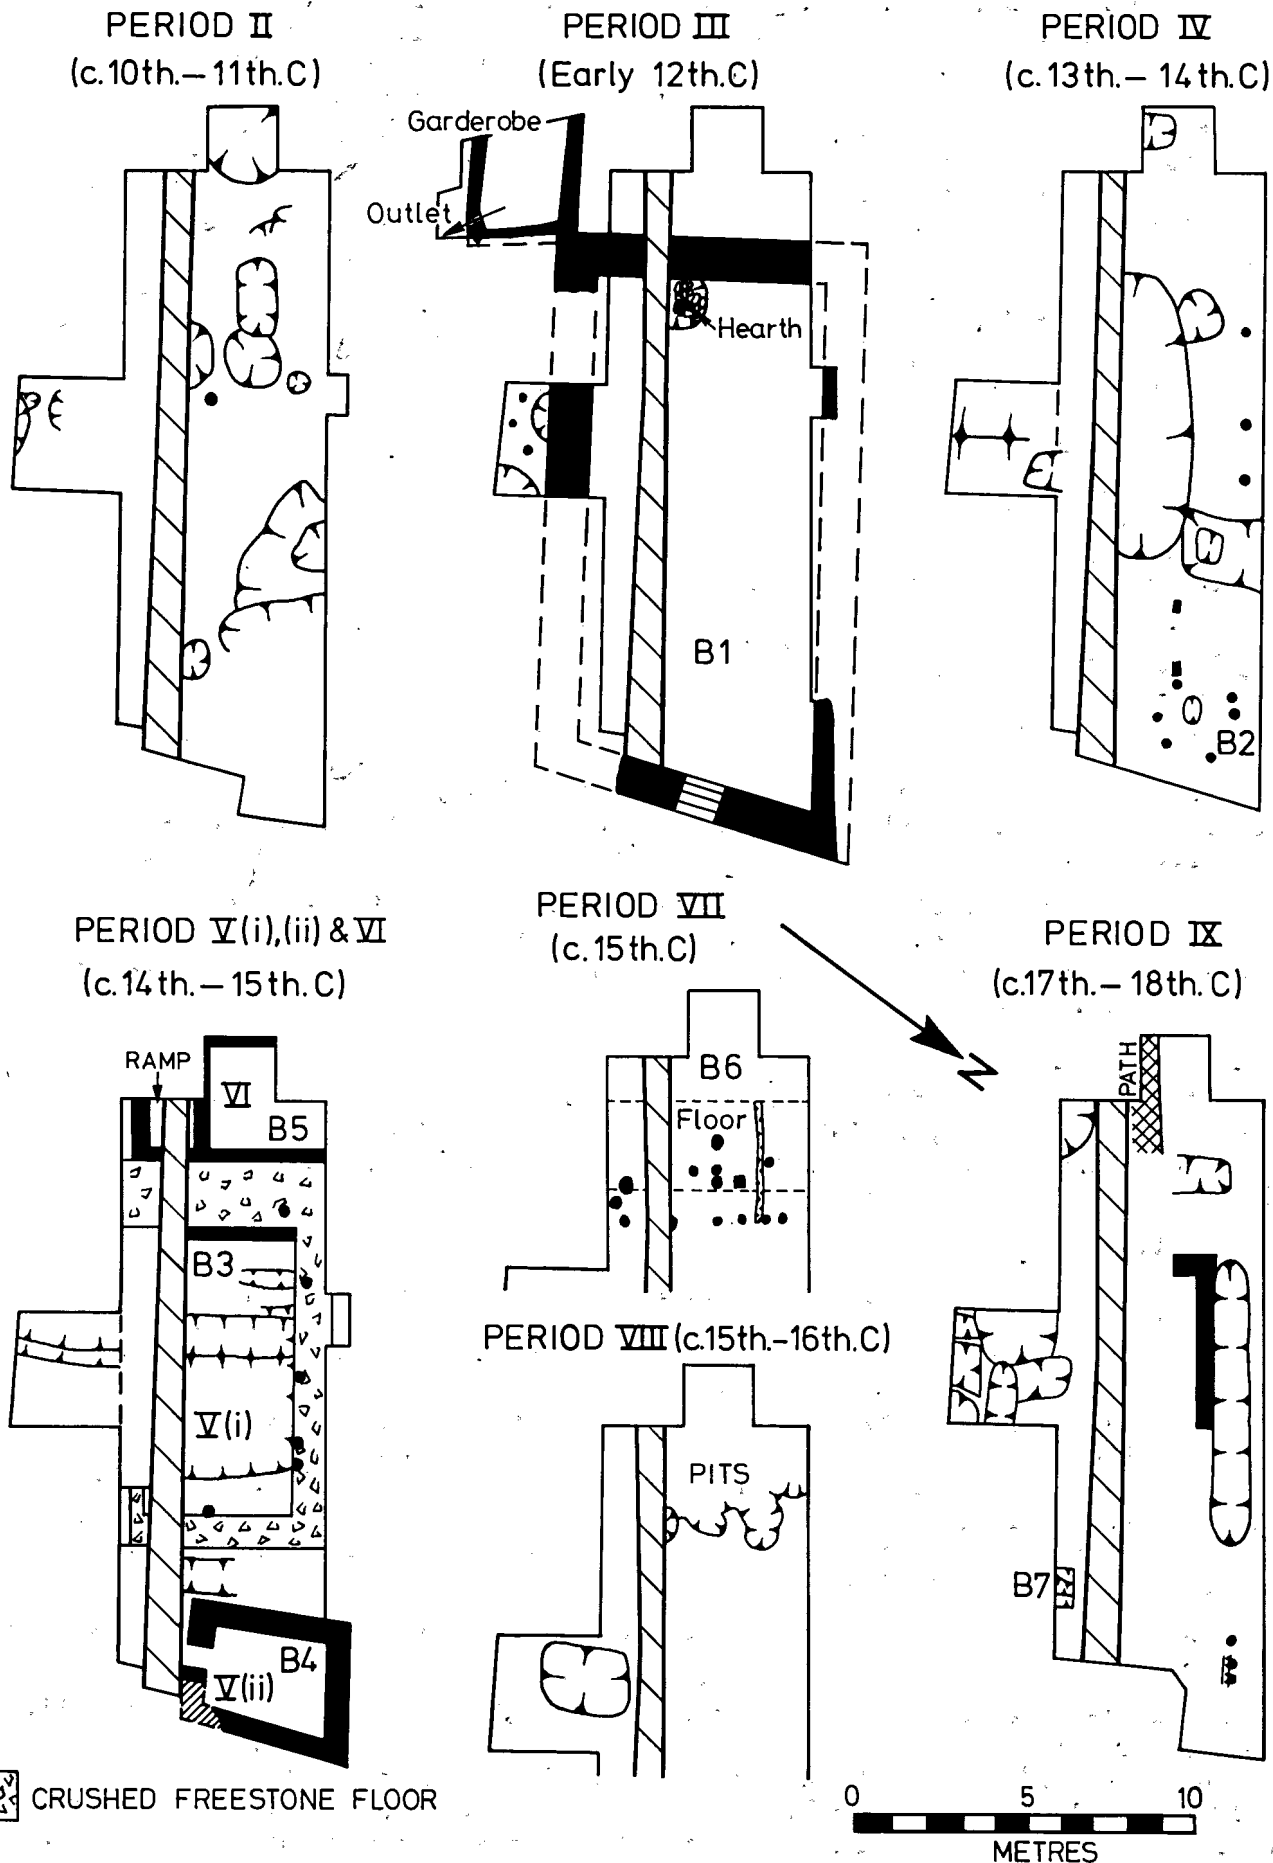 PERIOD II
(c.10th.– 11th.C)
PERIOD III
(Early 12th.C)
PERIOD IV
(c.13th.– 14th.C)
Garderobe
Outlet
Hearth
B1
B2
PERIOD V(i),(ii) & VI
(c.14th.– 15th.C)
RAMP
VI
B5
B3
V(i)
B4
V(ii)
CRUSHED FREESTONE FLOOR
PERIOD VII
(c.15th.C)
N
B6
Floor
PERIOD VIII (c.15th.-16th.C)
PITS
PERIOD IX
(c.17th.– 18th.C)
PATH
B7
0 5 10
METRES